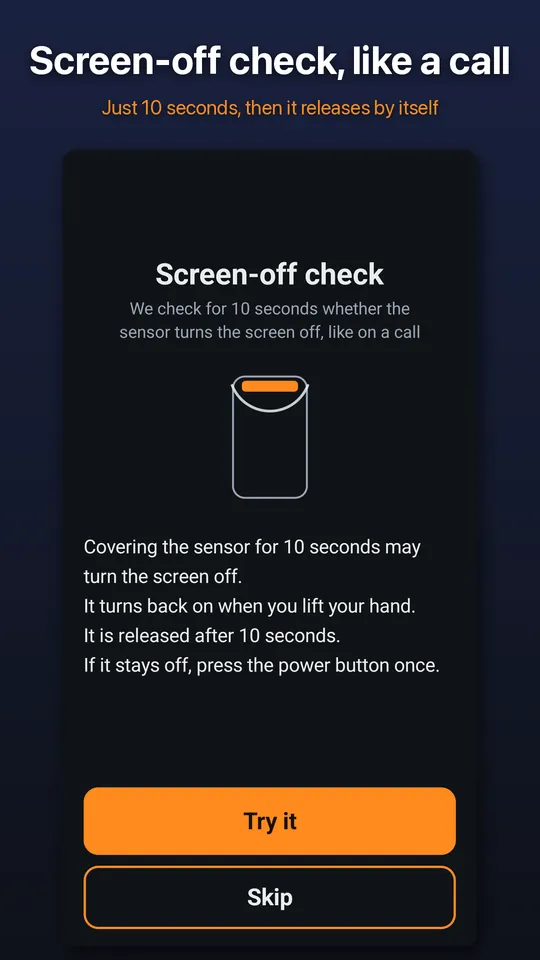 Screen-off check, like a call
Just 10 seconds, then it releases by itself
Screen-off check
We check for 10 seconds whether the
sensor turns the screen off, like on a call
Covering the sensor for 10 seconds may
turn the screen off.
It turns back on when you lift your hand.
It is released after 10 seconds.
If it stays off, press the power button once.
Try it
Skip